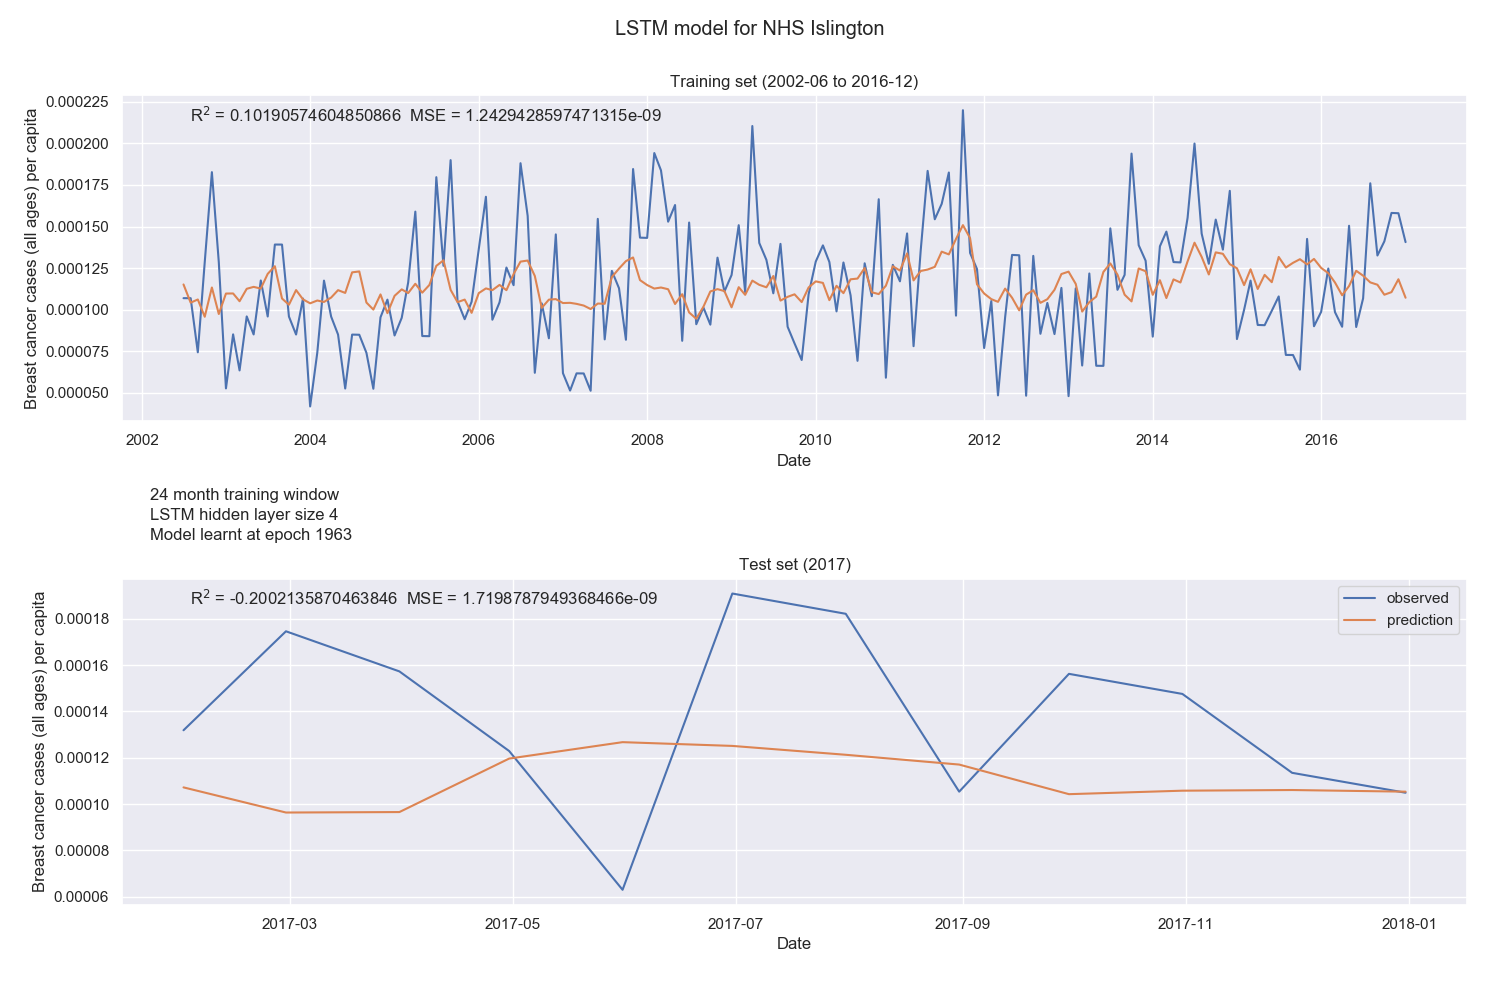 LSTM model for NHS Islington
Training set (2002-06 to 2016-12)
R² = 0.10190574604850866 MSE = 1.2429428597471315e-09
Breast cancer cases (all ages) per capita
0.000225
0.000200
0.000175
0.000150
0.000125
0.000100
0.000075
0.000050
2002 2004 2006 2008 2010 2012 2014 2016
Date
24 month training window
LSTM hidden layer size 4
Model learnt at epoch 1963
Test set (2017)
R² = -0.2002135870463846 MSE = 1.7198787949368466e-09
observed
prediction
Breast cancer cases (all ages) per capita
0.00018
0.00016
0.00014
0.00012
0.00010
0.00008
0.00006
2017-03 2017-05 2017-07 2017-09 2017-11 2018-01
Date